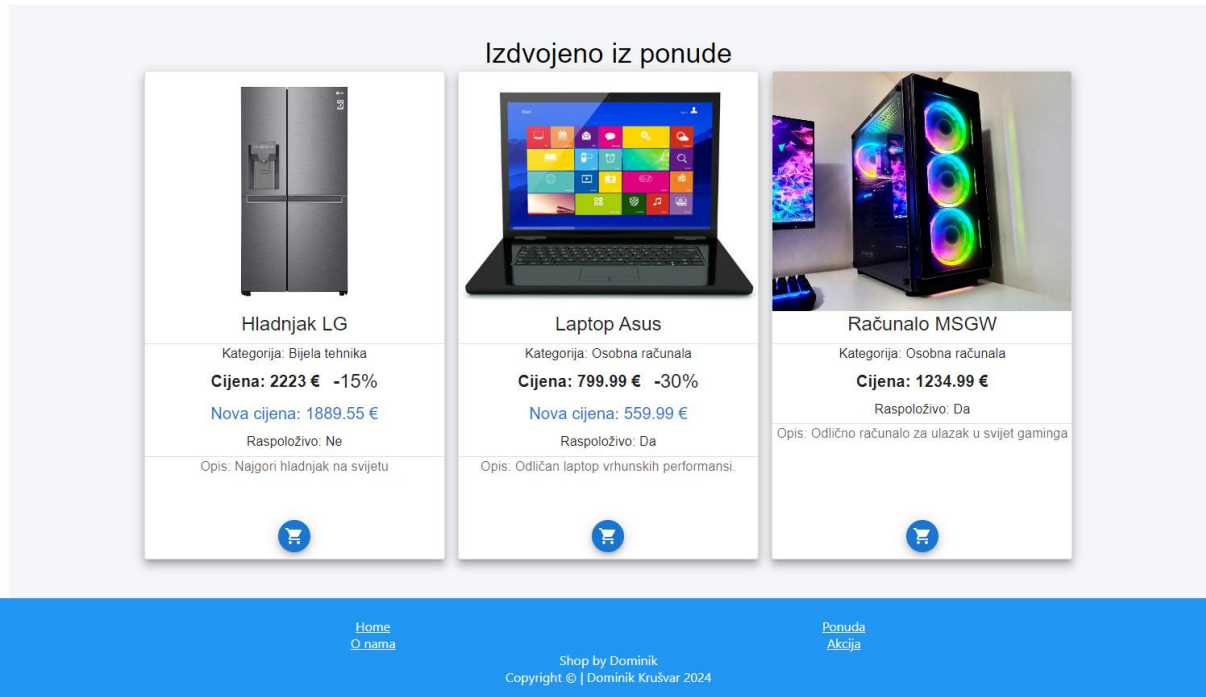 Izdvojeno iz ponude
Hladnjak LG
Kategorija: Bijela tehnika
Cijena: 2223 € -15%
Nova cijena: 1889.55 €
Raspoloživo: Ne
Opis: Najgori hladnjak na svijetu
Start
Laptop Asus
Kategorija: Osobna računala
Cijena: 799.99 € -30%
Nova cijena: 559.99 €
Raspoloživo: Da
Opis: Odličan laptop vrhunskih performansi.
Računalo MSGW
Kategorija: Osobna računala
Cijena: 1234.99 €
Raspoloživo: Da
Opis: Odlično računalo za ulazak u svijet gaminga
Home
O nama
Ponuda
Akcija
Shop by Dominik
Copyright © | Dominik Krušvar 2024